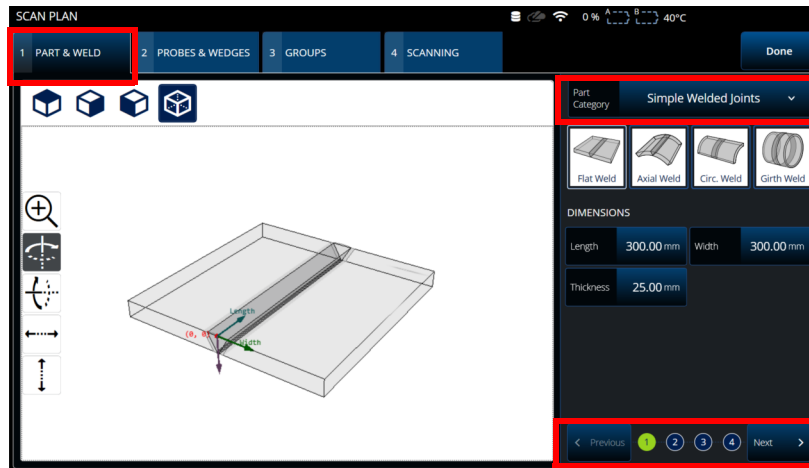 SCAN PLAN
0 % A B 40°C
1 PART & WELD 2 PROBES & WEDGES 3 GROUPS 4 SCANNING Done
Part Category Simple Welded Joints
Flat Weld Axial Weld Circ. Weld Girth Weld
DIMENSIONS
Length 300.00 mm Width 300.00 mm
Thickness 25.00 mm
Length
(0, 0)
Width
< Previous 1 2 3 4 Next >